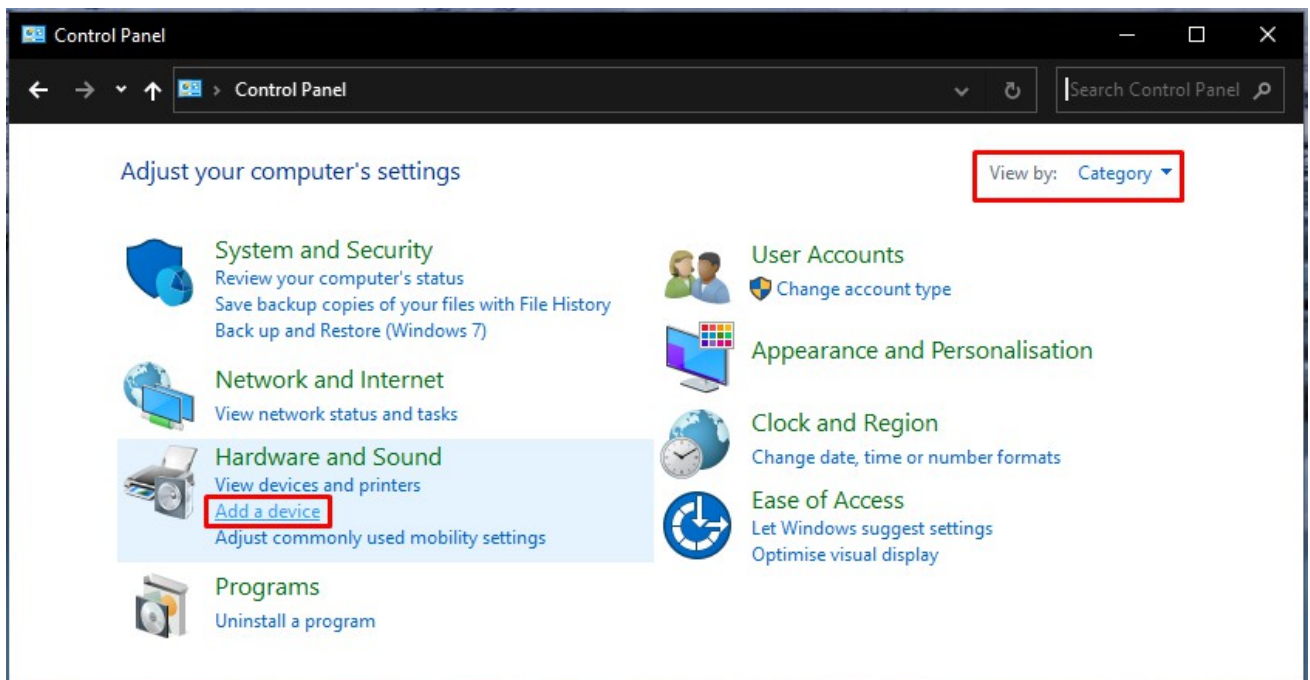 Control Panel
Control Panel
Search Control Panel
Adjust your computer's settings
View by: Category
System and Security
Review your computer's status
Save backup copies of your files with File History
Back up and Restore (Windows 7)
Network and Internet
View network status and tasks
Hardware and Sound
View devices and printers
Add a device
Adjust commonly used mobility settings
Programs
Uninstall a program
User Accounts
Change account type
Appearance and Personalisation
Clock and Region
Change date, time or number formats
Ease of Access
Let Windows suggest settings
Optimise visual display